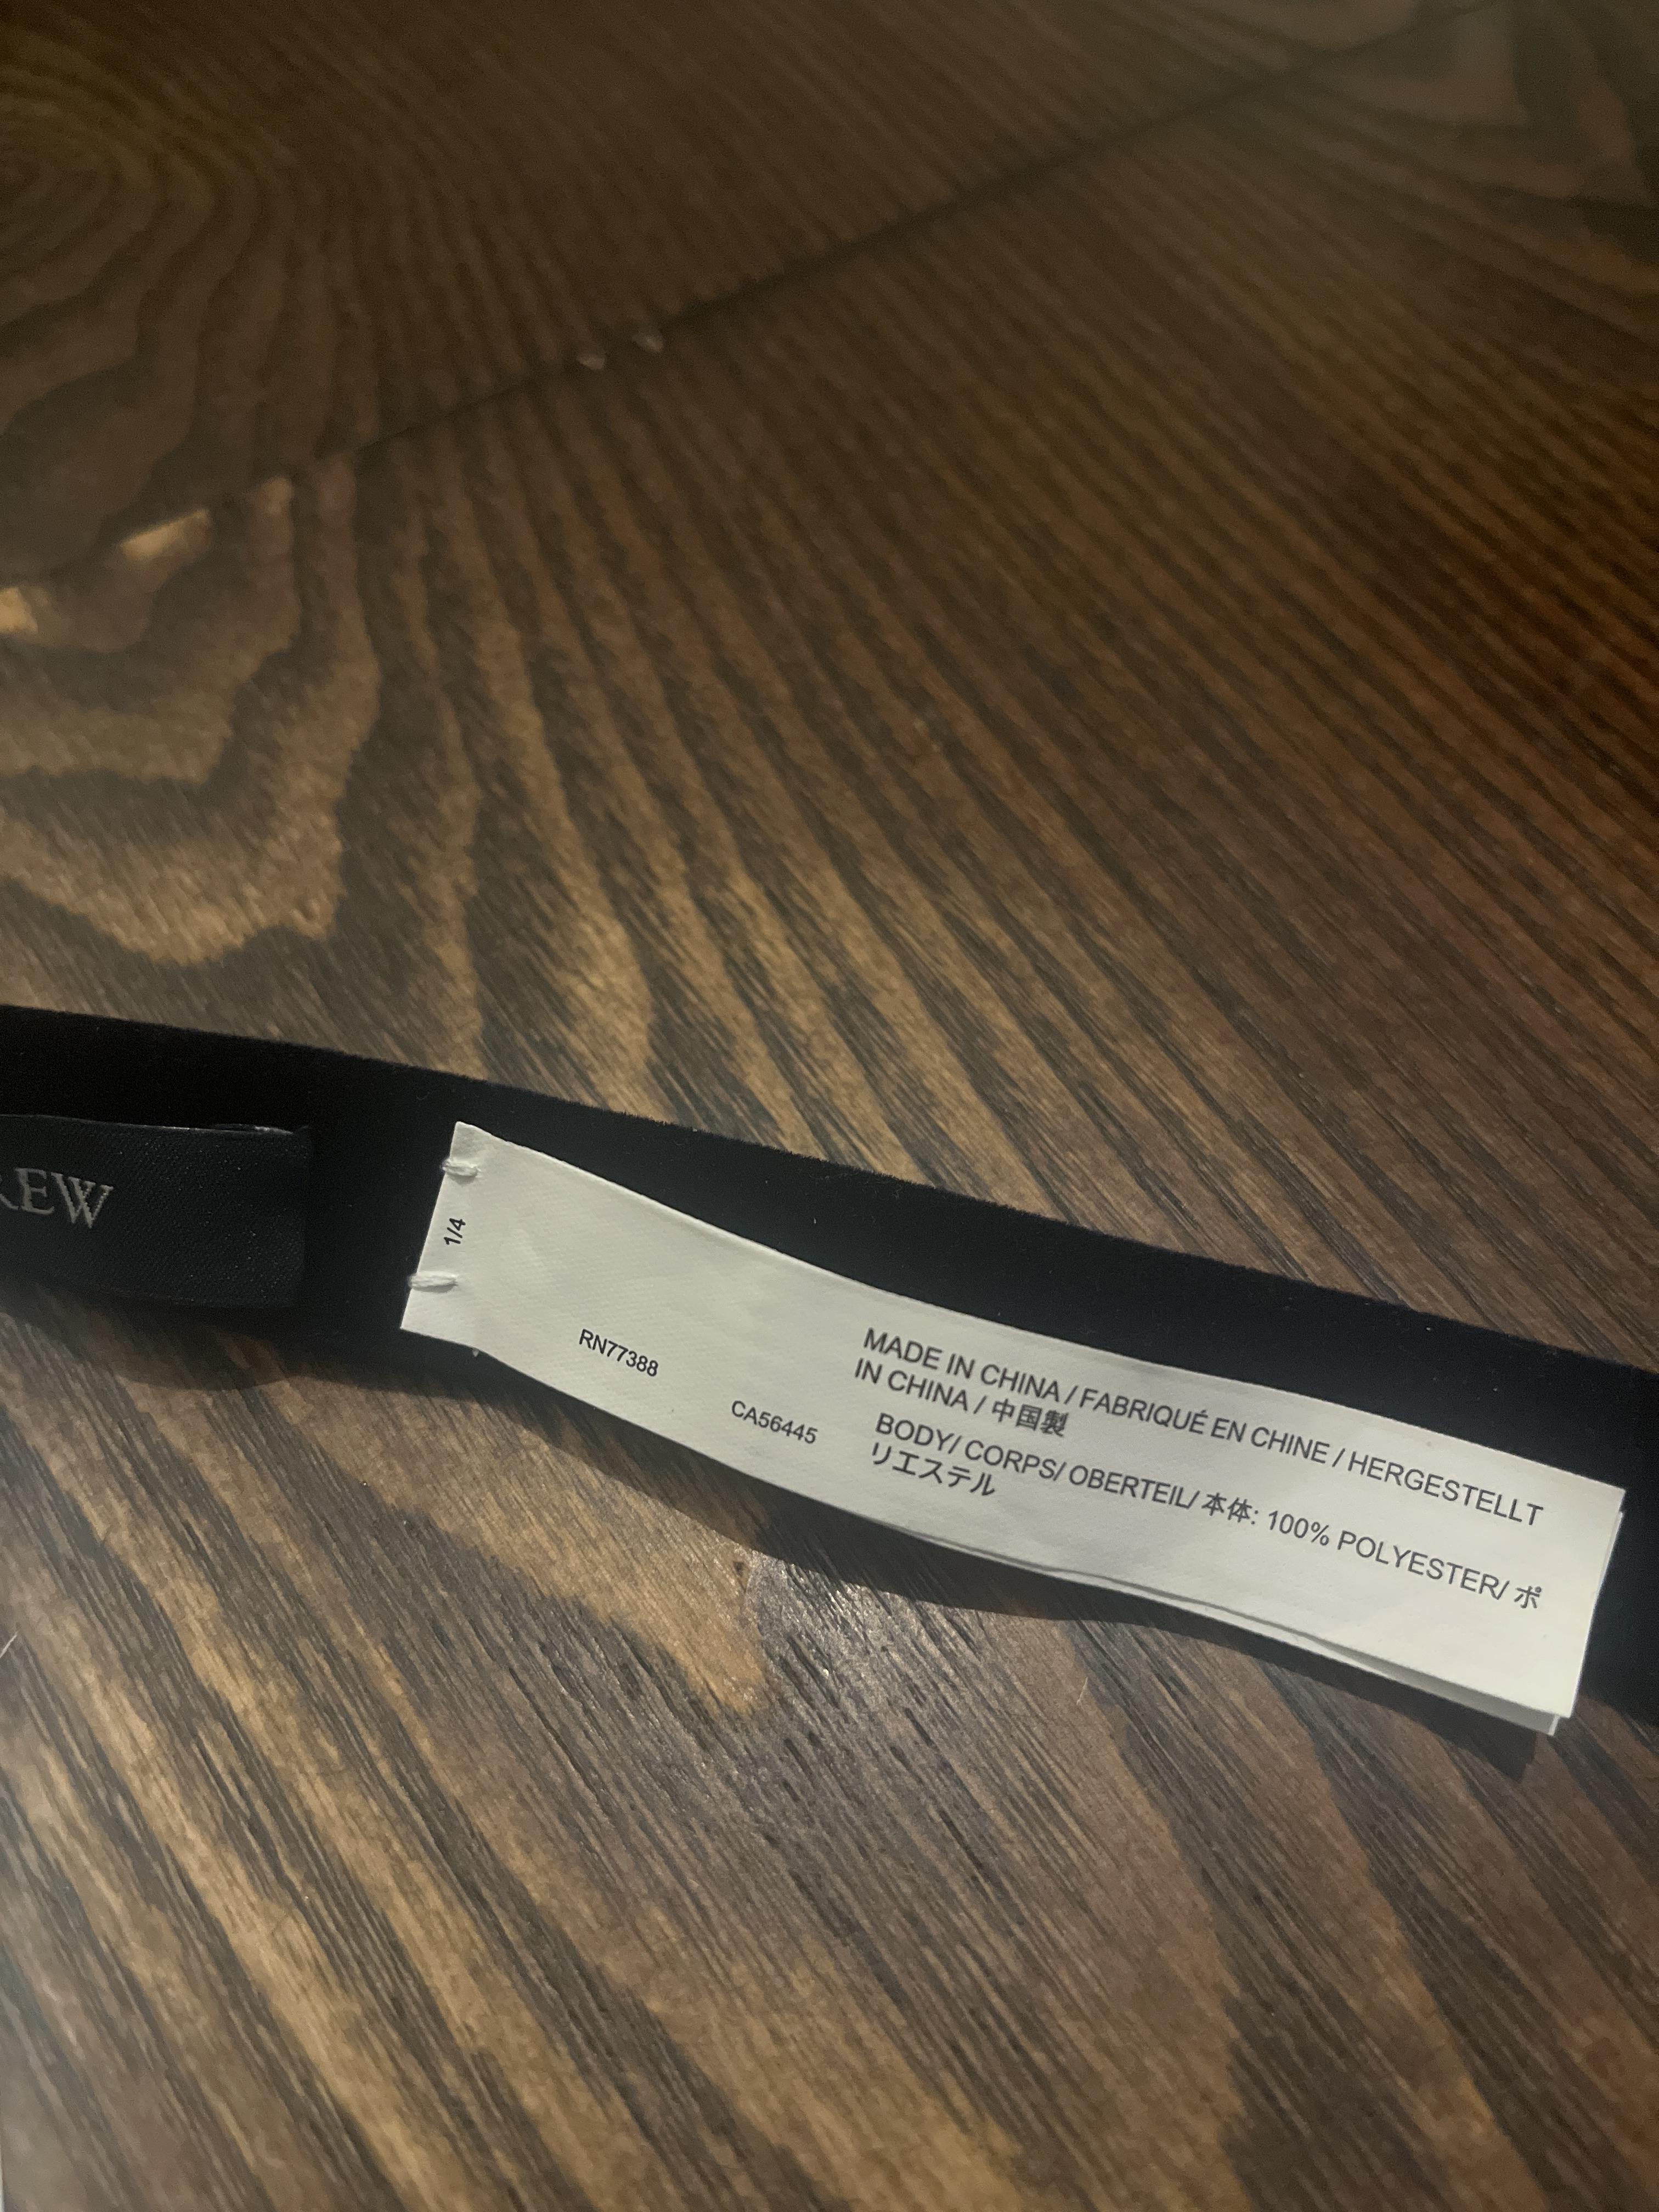 REW
1/4
RN77388
CA56445
MADE IN CHINA / FABRIQUÉ EN CHINE / HERGESTELLT
IN CHINA / 中国製
BODY/ CORPS/ OBERTEIL/ 本体: 100% POLYESTER/ ポ
リエステル